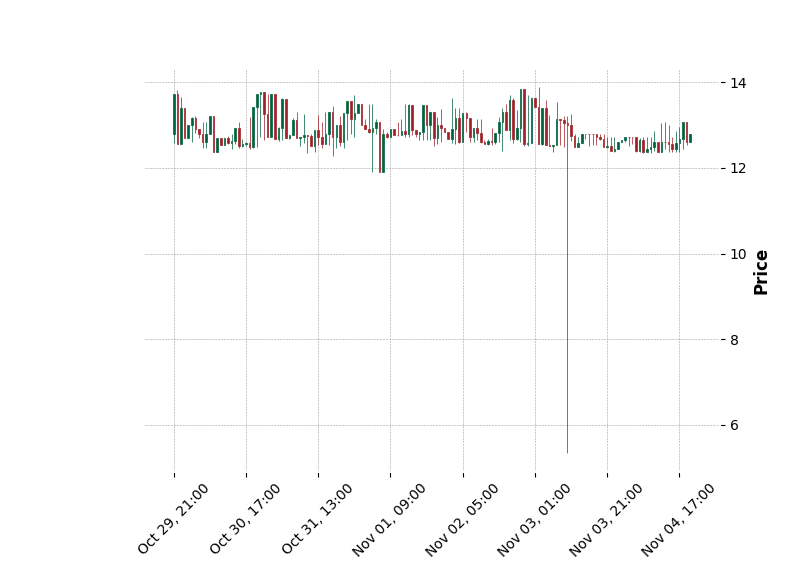 14
12
10
8
6
Price
Oct 29, 21:00
Oct 30, 17:00
Oct 31, 13:00
Nov 01, 09:00
Nov 02, 05:00
Nov 03, 01:00
Nov 03, 21:00
Nov 04, 17:00